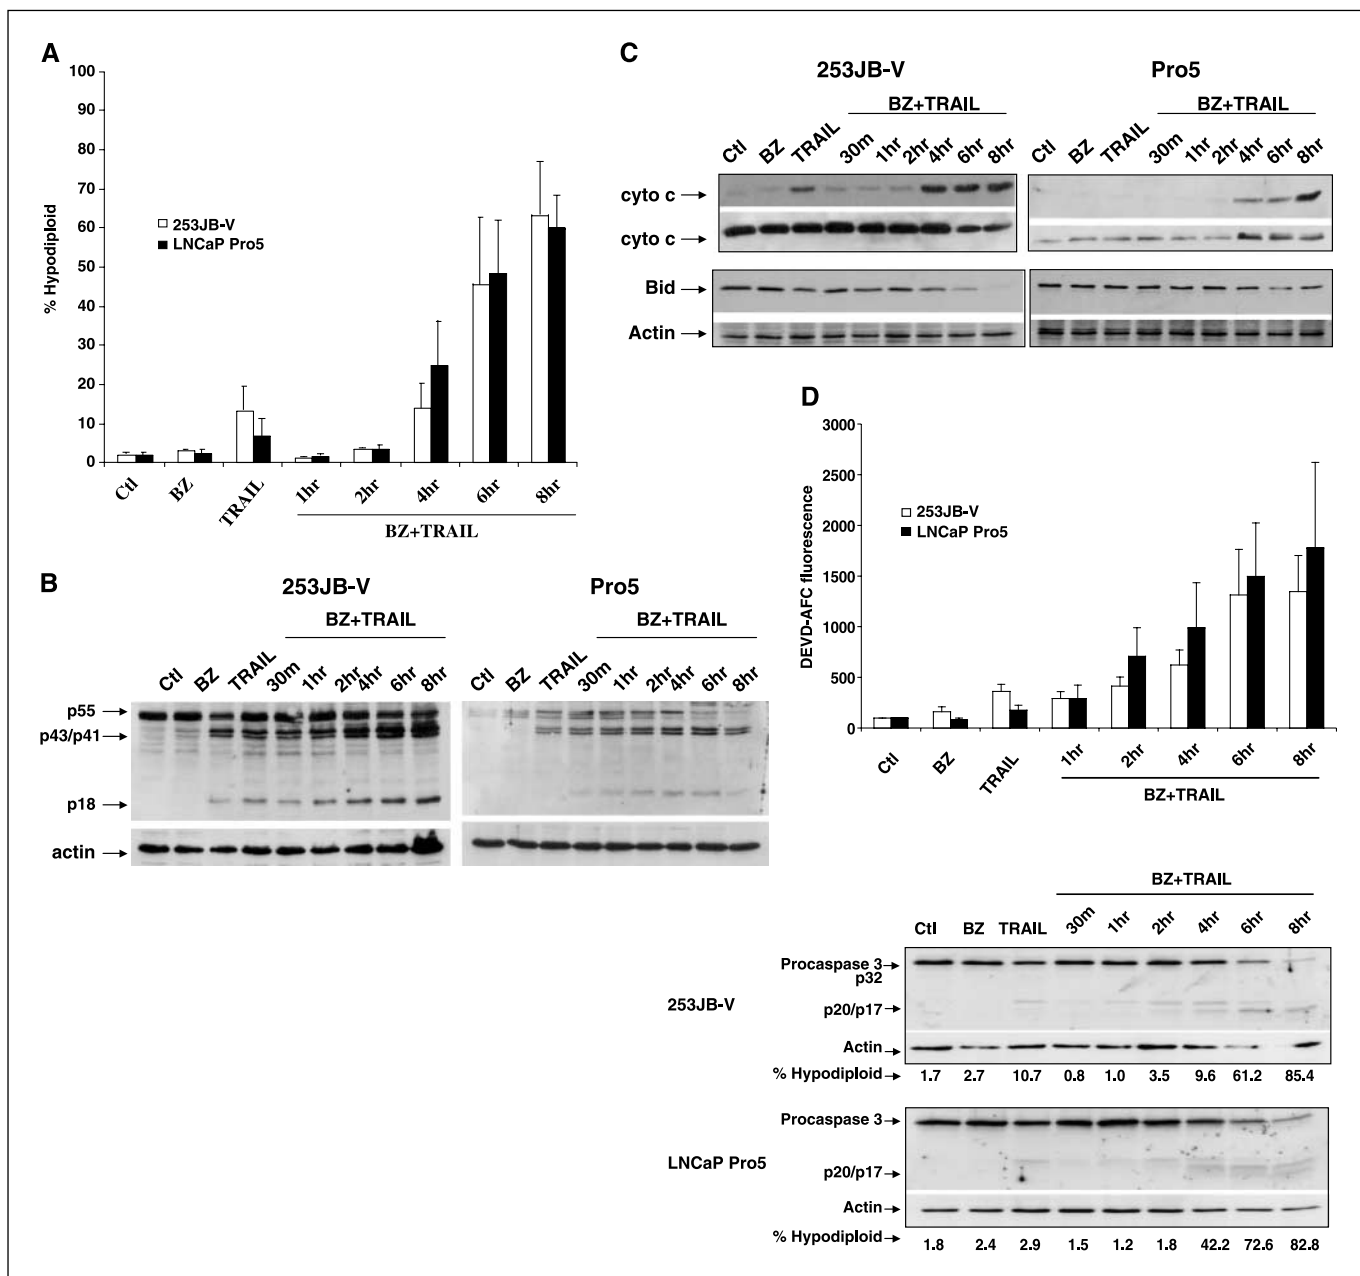 A
100
90
80
70
60
50
40
30
20
10
0
% Hypodiploid
253JB-V
LNCaP Pro5
Ctl BZ TRAIL 1hr 2hr 4hr 6hr 8hr
BZ+TRAIL
B
253JB-V Pro5
BZ+TRAIL BZ+TRAIL
Ctl BZ TRAIL 30m 1hr 2hr 4hr 6hr 8hr Ctl BZ TRAIL 30m 1hr 2hr 4hr 6hr 8hr
p55
p43/p41
p18
actin
C
253JB-V Pro5
BZ+TRAIL BZ+TRAIL
Ctl BZ TRAIL 30m 1hr 2hr 4hr 6hr 8hr Ctl BZ TRAIL 30m 1hr 2hr 4hr 6hr 8hr
cyto c
cyto c
Bid
Actin
D
3000
2500
2000
1500
1000
500
0
DEVD-AFC fluorescence
253JB-V
LNCaP Pro5
Ctl BZ TRAIL 1hr 2hr 4hr 6hr 8hr
BZ+TRAIL
BZ+TRAIL
Ctl BZ TRAIL 30m 1hr 2hr 4hr 6hr 8hr
Procaspase 3
p32
253JB-V
p20/p17
Actin
% Hypodiploid 1.7 2.7 10.7 0.8 1.0 3.5 9.6 61.2 85.4
Procaspase 3
LNCaP Pro5
p20/p17
Actin
% Hypodiploid 1.8 2.4 2.9 1.5 1.2 1.8 42.2 72.6 82.8